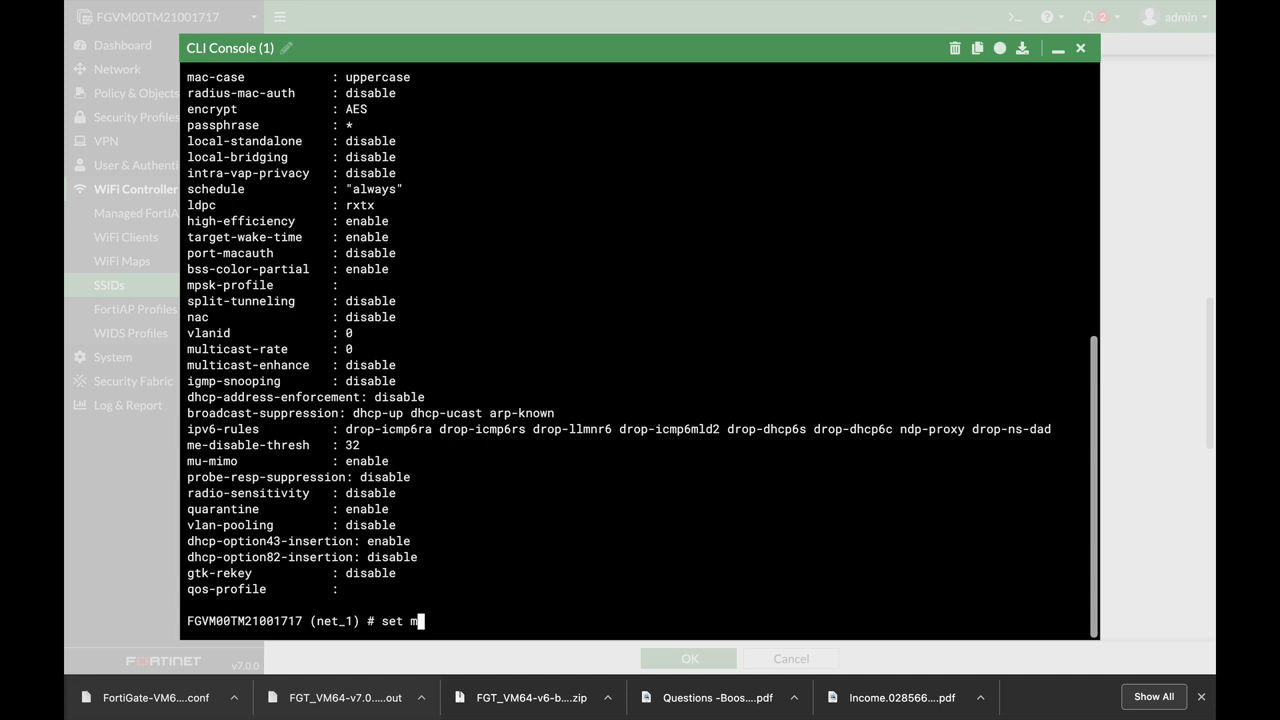 FGVM00TM21001717
2
admin
Dashboard
Network
Policy & Objects
Security Profiles
VPN
User & Authenti
WiFi Controller
Managed FortiA
WiFi Clients
WiFi Maps
SSIDs
FortiAP Profiles
WIDS Profiles
System
Security Fabric
Log & Report
FORTINET v7.0.0
CLI Console (1)
mac-case : uppercase
radius-mac-auth : disable
encrypt : AES
passphrase : *
local-standalone : disable
local-bridging : disable
intra-vap-privacy : disable
schedule : "always"
ldpc : rxtx
high-efficiency : enable
target-wake-time : enable
port-macauth : disable
bss-color-partial : enable
mpsk-profile :
split-tunneling : disable
nac : disable
vlanid : 0
multicast-rate : 0
multicast-enhance : disable
igmp-snooping : disable
dhcp-address-enforcement: disable
broadcast-suppression: dhcp-up dhcp-ucast arp-known
ipv6-rules : drop-icmp6ra drop-icmp6rs drop-llmnr6 drop-icmp6mld2 drop-dhcp6s drop-dhcp6c ndp-proxy drop-ns-dad
me-disable-thresh : 32
mu-mimo : enable
probe-resp-suppression: disable
radio-sensitivity : disable
quarantine : enable
vlan-pooling : disable
dhcp-option43-insertion: enable
dhcp-option82-insertion: disable
gtk-rekey : disable
qos-profile :
FGVM00TM21001717 (net_1) # set m
OK Cancel
FortiGate-VM6....conf
FGT_VM64-v7.0....out
FGT_VM64-v6-b....zip
Questions -Boos....pdf
Income.028566....pdf
Show All